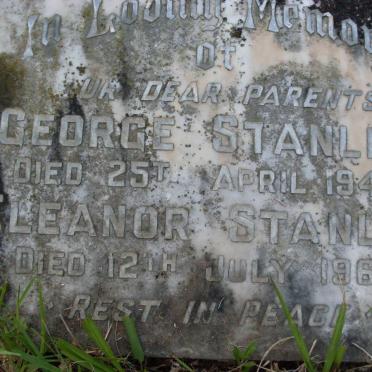 In Loving Memory
of
OUR DEAR PARENTS
GEORGE STANL
DIED 25TH APRIL 194
ELEANOR STANL
DIED 12TH JULY 196
REST IN PEACE